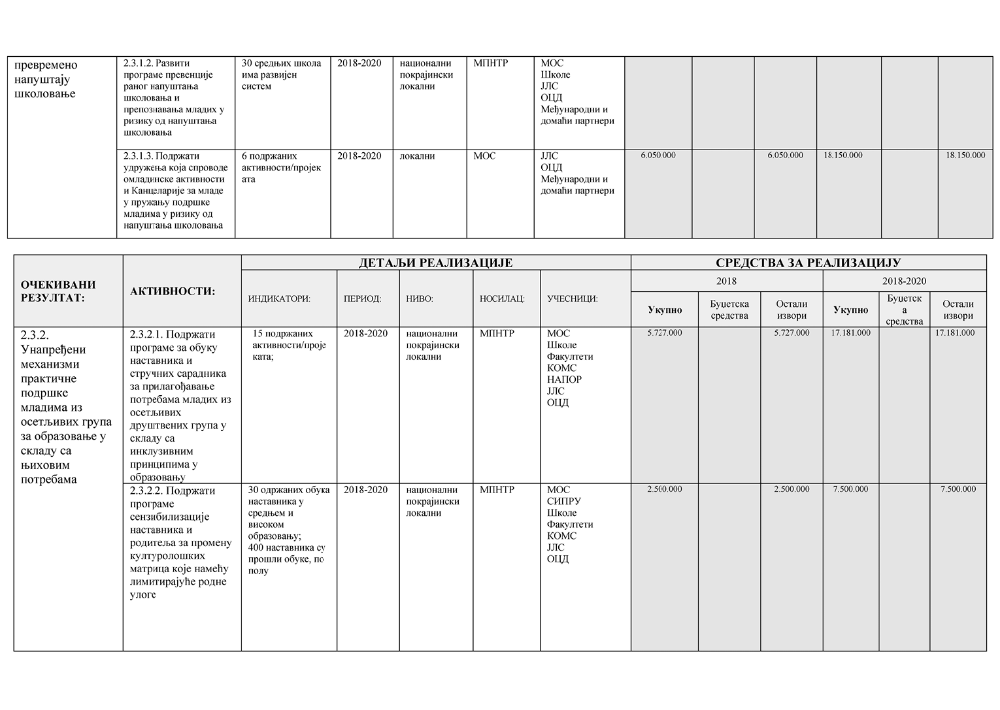 превремено
напуштају
школовање
2.3.1.2. Развити
програме превенције
раног напуштања
школовања и
препознавања младих у
ризику од напуштања
школовања
30 средњих школа
има развијен
систем
2018-2020
национални
покрајински
локални
МПНТР
МОС
Школе
ЈЛС
ОЦД
Међународни и
домаћи партнери
2.3.1.3. Подржати
удружења која спроводе
омладинске активности
и Канцеларије за младе
у пружању подршке
младима у ризику од
напуштања школовања
6 подржаних
активности/пројек
ата
2018-2020
локални
МОС
ЈЛС
ОЦД
Међународни и
домаћи партнери
6.050.000
6.050.000
18.150.000
18.150.000
ОЧЕКИВАНИ
РЕЗУЛТАТ:
АКТИВНОСТИ:
ДЕТАЉИ РЕАЛИЗАЦИЈЕ
СРЕДСТВА ЗА РЕАЛИЗАЦИЈУ
ИНДИКАТОРИ:
ПЕРИОД:
НИВО:
НОСИЛАЦ:
УЧЕСНИЦИ:
2018
2018-2020
Укупно
Буџетска
средства
Остали
извори
Укупно
Буџетск
а
средства
Остали
извори
2.3.2.
Унапређени
механизми
практичне
подршке
младима из
осетљивих група
за образовање у
складу са
њиховим
потребама
2.3.2.1. Подржати
програме за обуку
наставника и
стручних сарадника
за прилагођавање
потребама младих из
осетљивих
друштвених група у
складу са
инклузивним
принципима у
образовању
15 подржаних
активности/проје
ката;
2018-2020
национални
покрајински
локални
МПНТР
МОС
Школе
Факултети
КОМС
НАПОР
ЈЛС
ОЦД
5.727.000
5.727.000
17.181.000
17.181.000
2.3.2.2. Подржати
програме
сензибилизације
наставника и
родитеља за промену
културолошких
матрица које намећу
лимитирајуће родне
улоге
30 одржаних обука
наставника у
средњем и
високом
образовању;
400 наставника су
прошли обуке, по
полу
2018-2020
национални
покрајински
локални
МПНТР
МОС
СИПРУ
Школе
Факултети
КОМС
ЈЛС
ОЦД
2.500.000
2.500.000
7.500.000
7.500.000